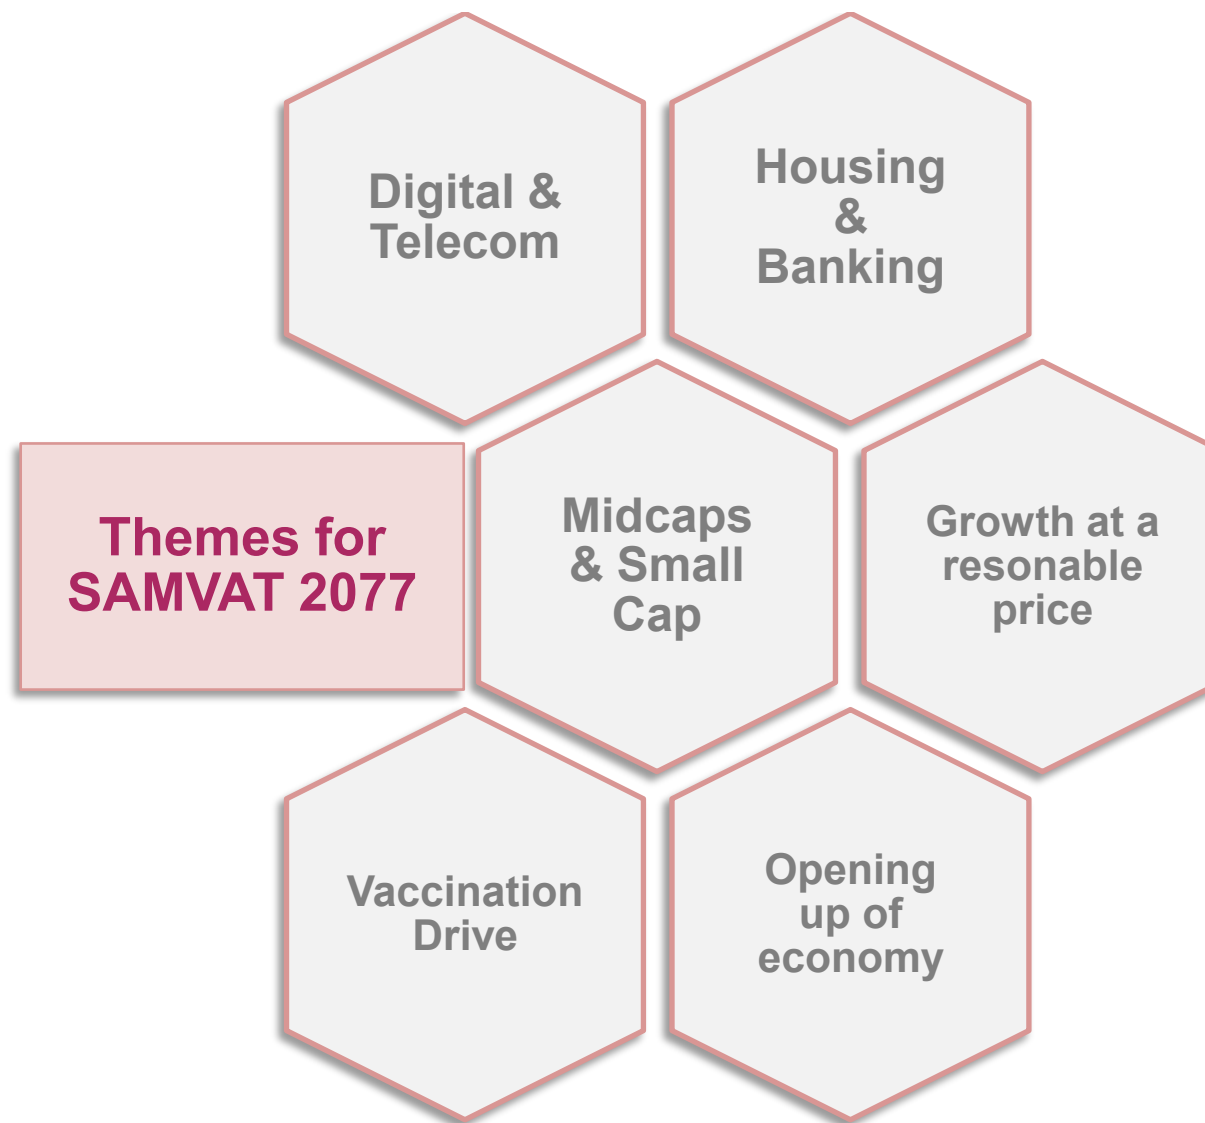 Digital &
Telecom
Housing
&
Banking
Themes for
SAMVAT 2077
Midcaps
& Small
Cap
Growth at a
resonable
price
Vaccination
Drive
Opening
up of
economy